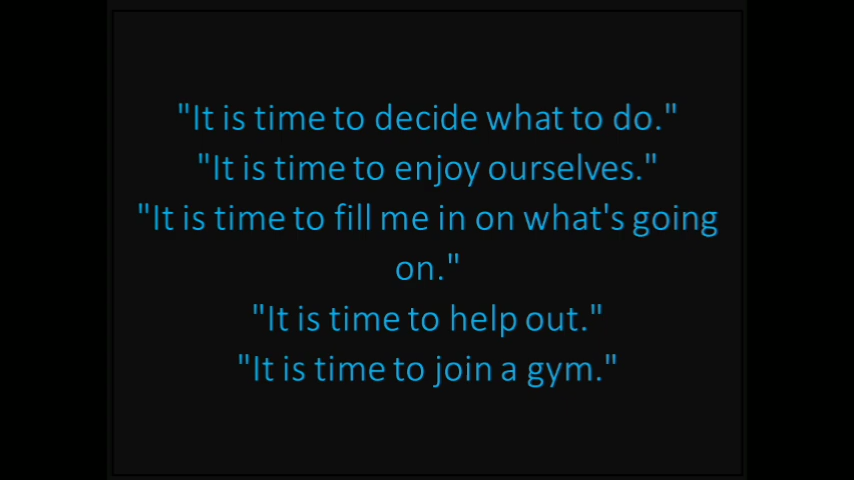 "It is time to decide what to do."
"It is time to enjoy ourselves."
"It is time to fill me in on what's going
on."
"It is time to help out."
"It is time to join a gym."